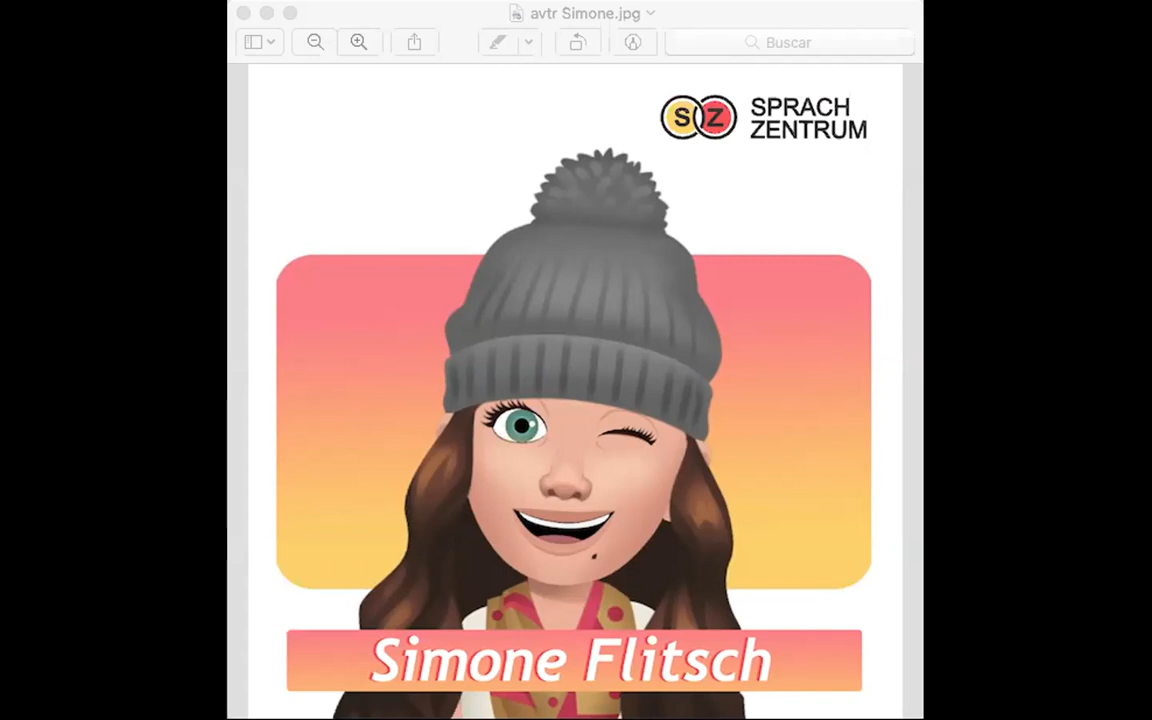 avtr Simone.jpg
Buscar
SZ SPRACH
ZENTRUM
Simone Flitsch